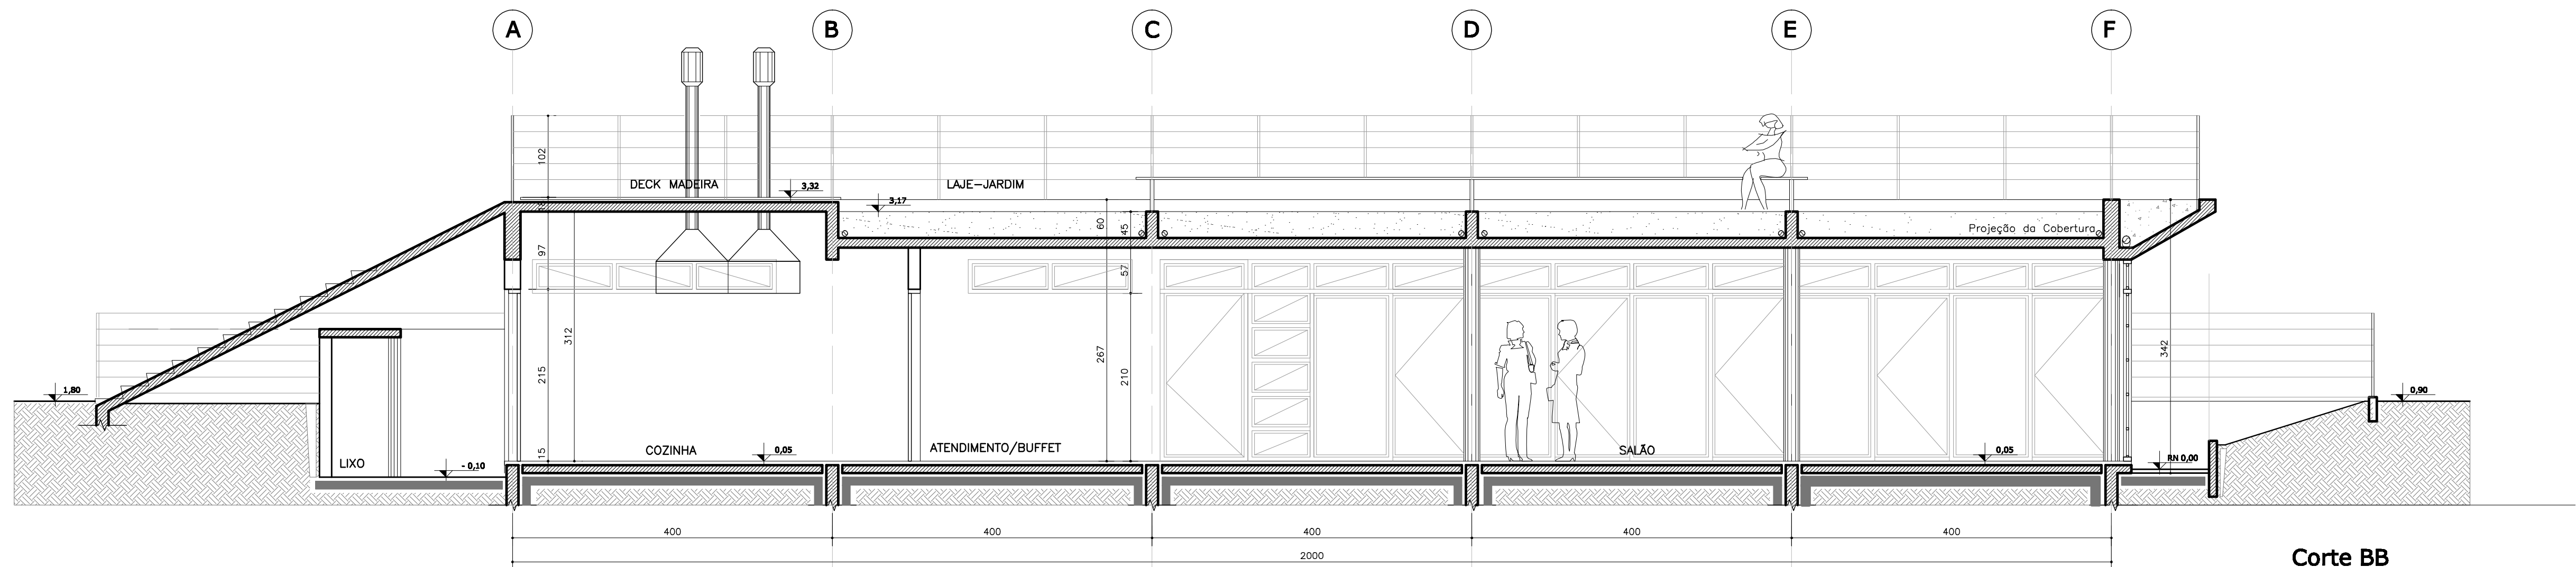 A B C D E F
102
DECK MADEIRA
3,32
LAJE-JARDIM
3,17
18
60
45
Projeção da Cobertura
97
57
312
215
267
210
342
1,80
0,90
15
COZINHA
0,05
ATENDIMENTO/BUFFET
SALÃO
0,05
LIXO
- 0,10
RN 0,00
400 400 400 400 400
2000
Corte BB